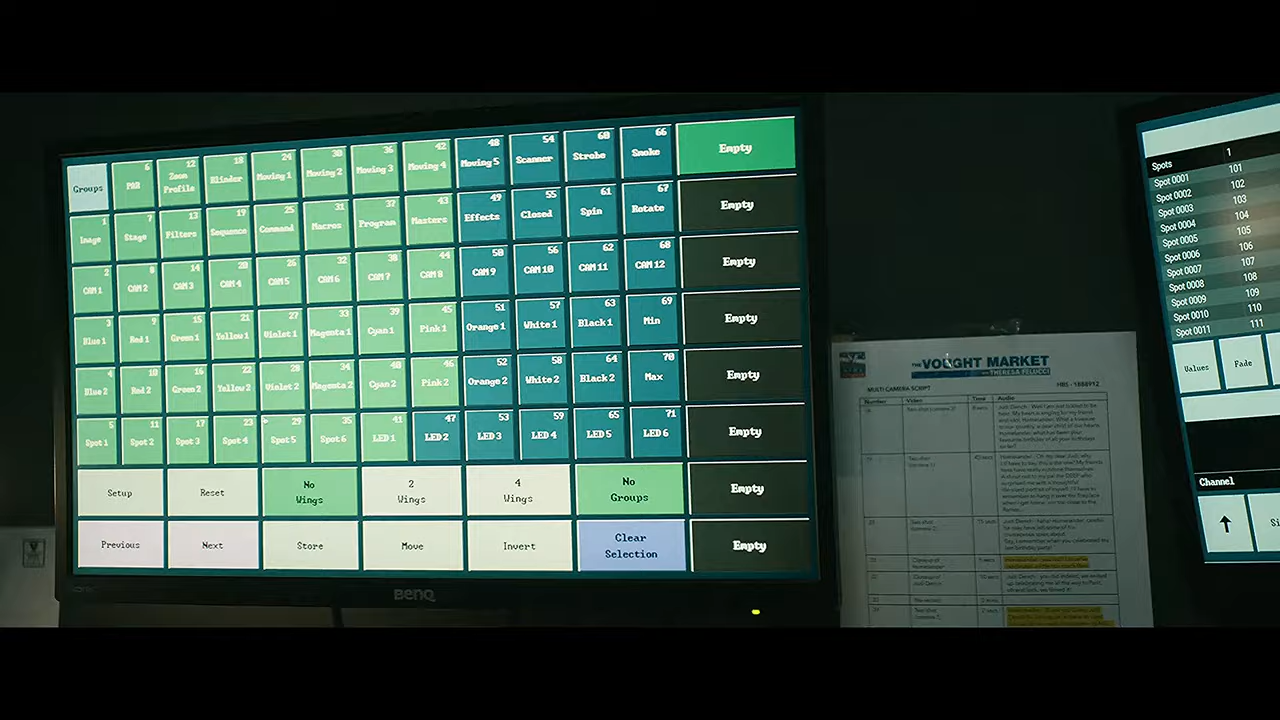 Groups
6 PAR
12 Zoom Profile
18 Blinder
24 Moving 1
30 Moving 2
36 Moving 3
42 Moving 4
48 Moving 5
54 Scanner
60 Strobe
66 Smoke
Empty
1 Image
7 Stage
13 Filters
19 Sequence
25 Command
31 Macros
37 Program
43 Masters
49 Effects
55 Closed
61 Spin
67 Rotate
Empty
2 CAM 1
8 CAM 2
14 CAM 3
20 CAM 4
26 CAM 5
32 CAM 6
38 CAM 7
44 CAM 8
50 CAM 9
56 CAM 10
62 CAM 11
68 CAM 12
Empty
3 Blue 1
9 Red 1
15 Green 1
21 Yellow 1
27 Violet 1
33 Magenta 1
39 Cyan 1
45 Pink 1
51 Orange 1
57 White 1
63 Black 1
69 Min
Empty
4 Blue 2
10 Red 2
16 Green 2
22 Yellow 2
28 Violet 2
34 Magenta 2
40 Cyan 2
46 Pink 2
52 Orange 2
58 White 2
64 Black 2
70 Max
Empty
5 Spot 1
11 Spot 2
17 Spot 3
23 Spot 4
29 Spot 5
35 Spot 6
41 LED 1
47 LED 2
53 LED 3
59 LED 4
65 LED 5
71 LED 6
Empty
Setup
Reset
No Wings
2 Wings
4 Wings
No Groups
Empty
Previous
Next
Store
Move
Invert
Clear Selection
Empty
BenQ
THE VOUGHT MARKET
WITH THERESA FELUCCI
MULTI CAMERA SCRIPT
HBS - 1888912
Number Video Time Audio
Spots 1
Spot 0001 101
Spot 0002 102
Spot 0003 103
Spot 0004 104
Spot 0005 105
Spot 0006 106
Spot 0007 107
Spot 0008 108
Spot 0009 109
Spot 0010 110
Spot 0011 111
Values
Fade
Channel